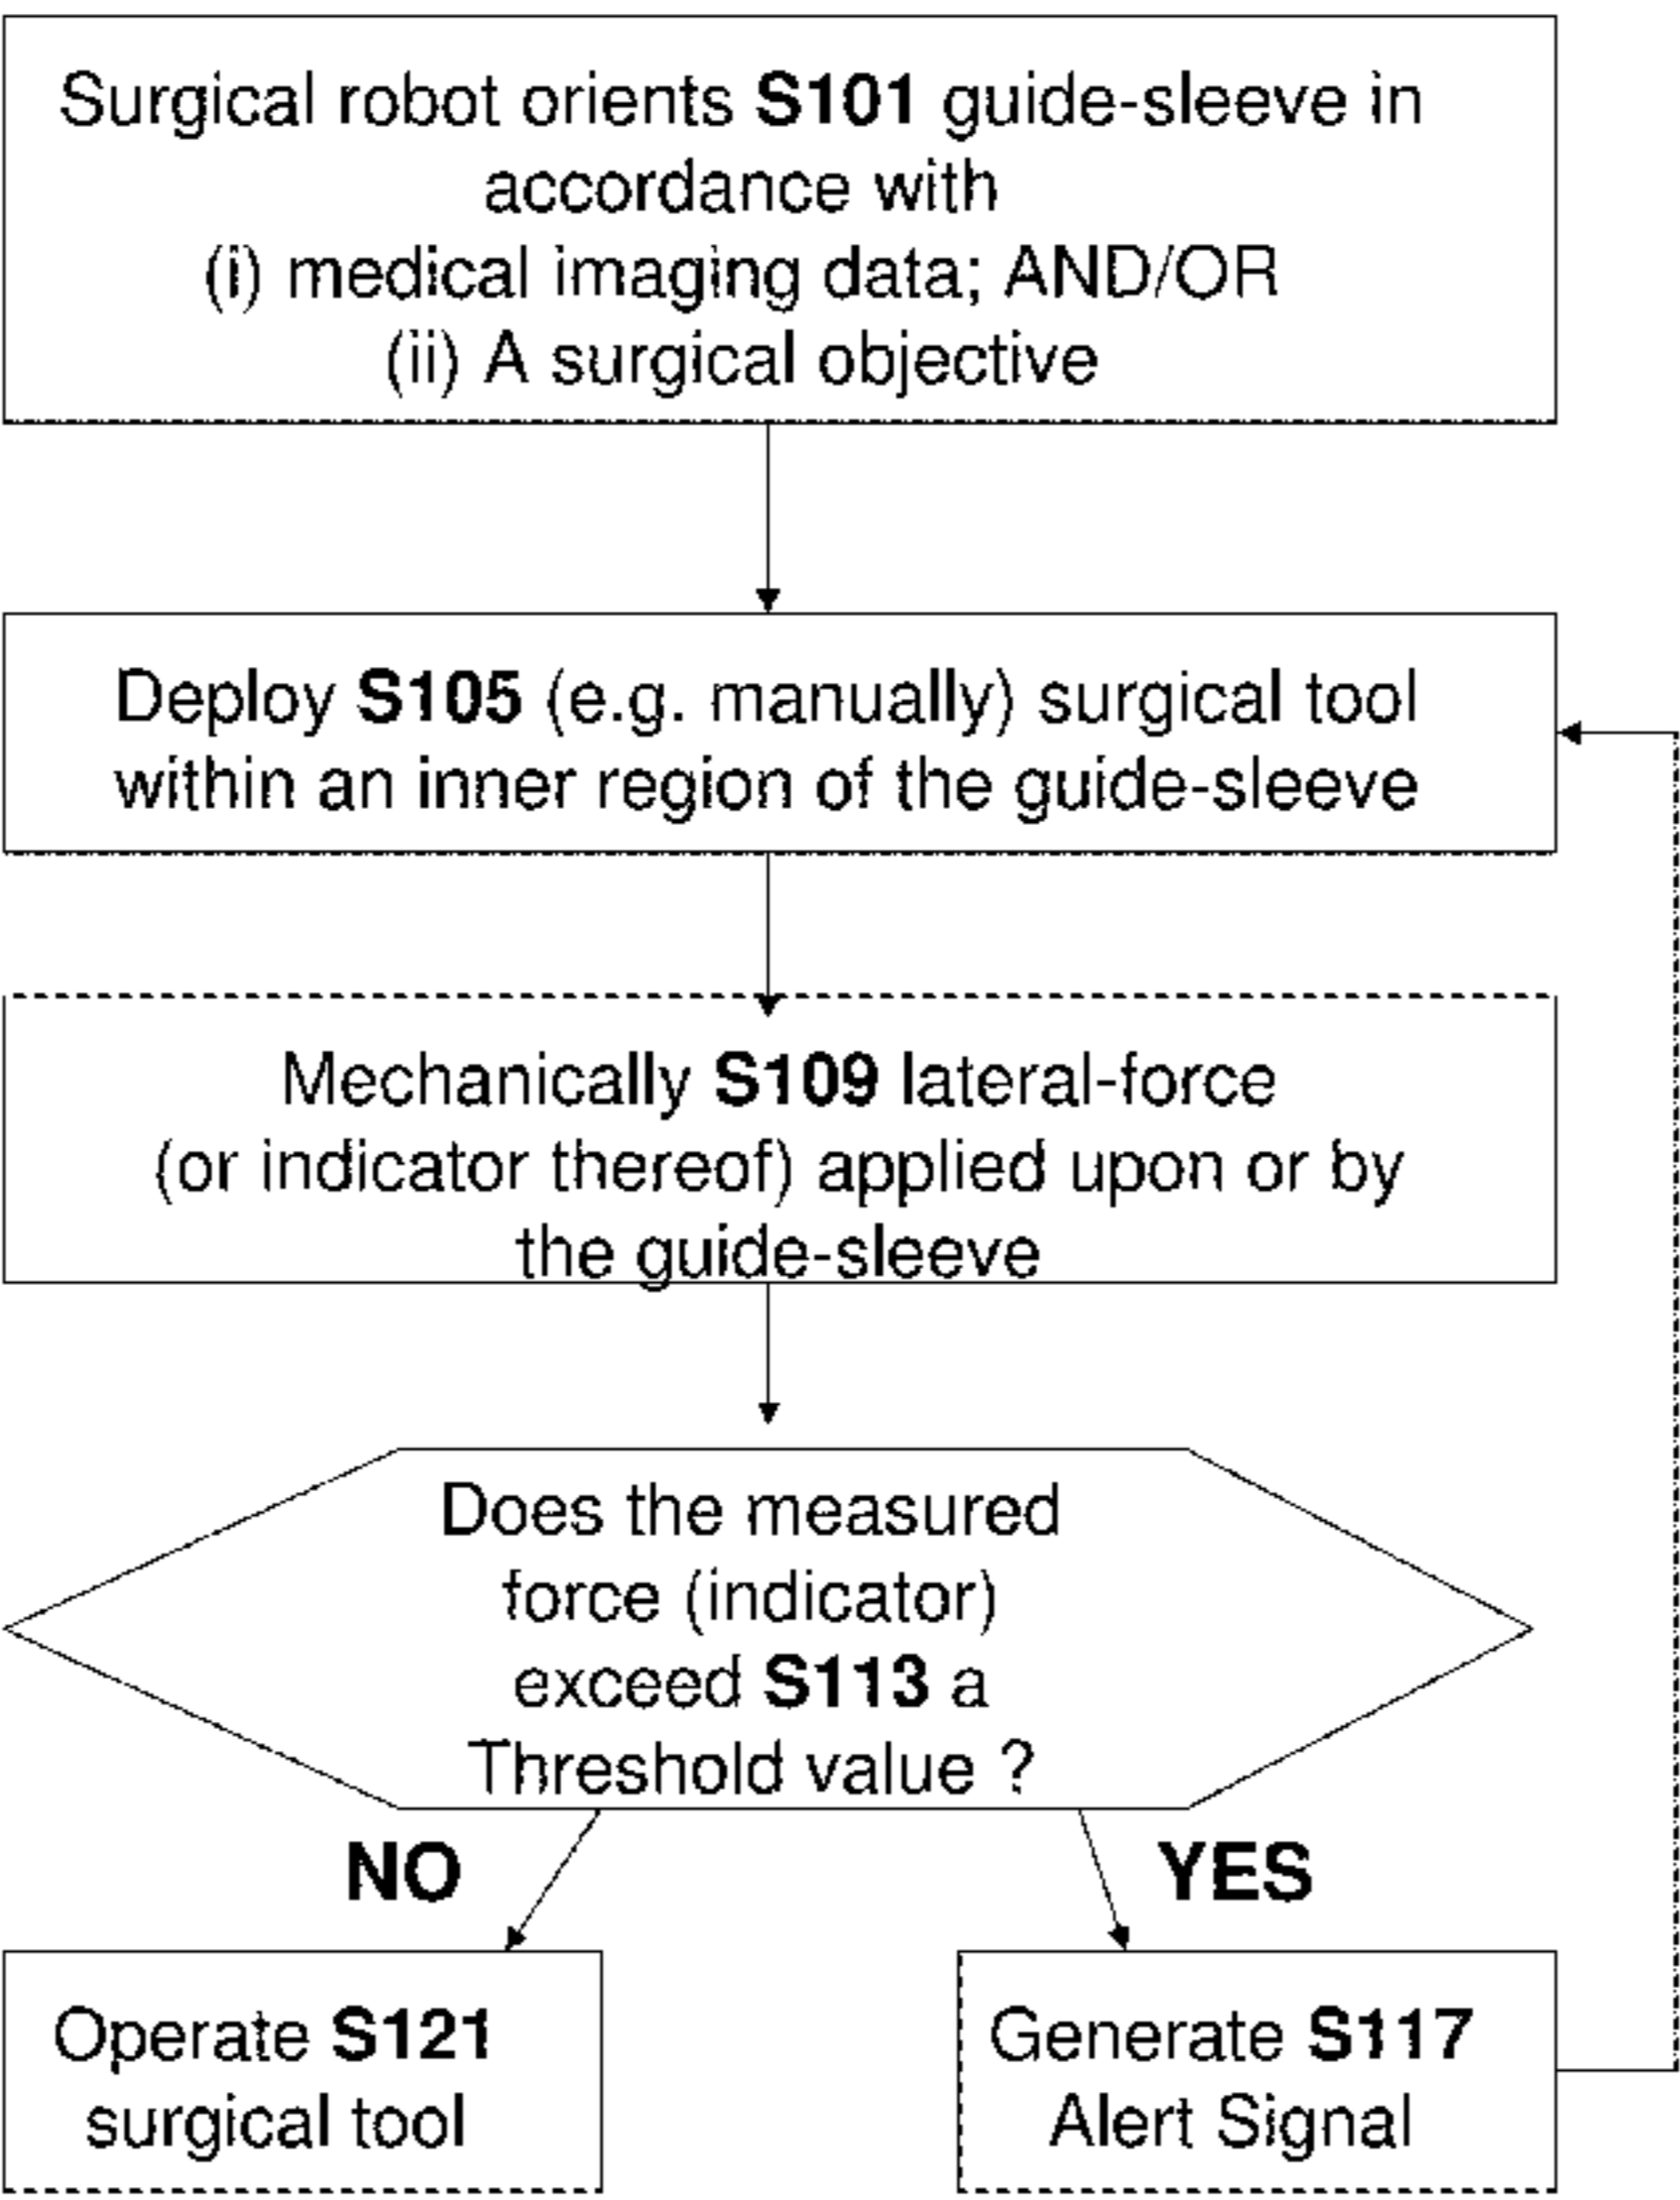 Surgical robot orients S101 guide-sleeve in
accordance with
(i) medical imaging data; AND/OR
(ii) A surgical objective
Deploy S105 (e.g. manually) surgical tool
within an inner region of the guide-sleeve
Mechanically S109 lateral-force
(or indicator thereof) applied upon or by
the guide-sleeve
Does the measured
force (indicator)
exceed S113 a
Threshold value ?
NO
YES
Operate S121
surgical tool
Generate S117
Alert Signal